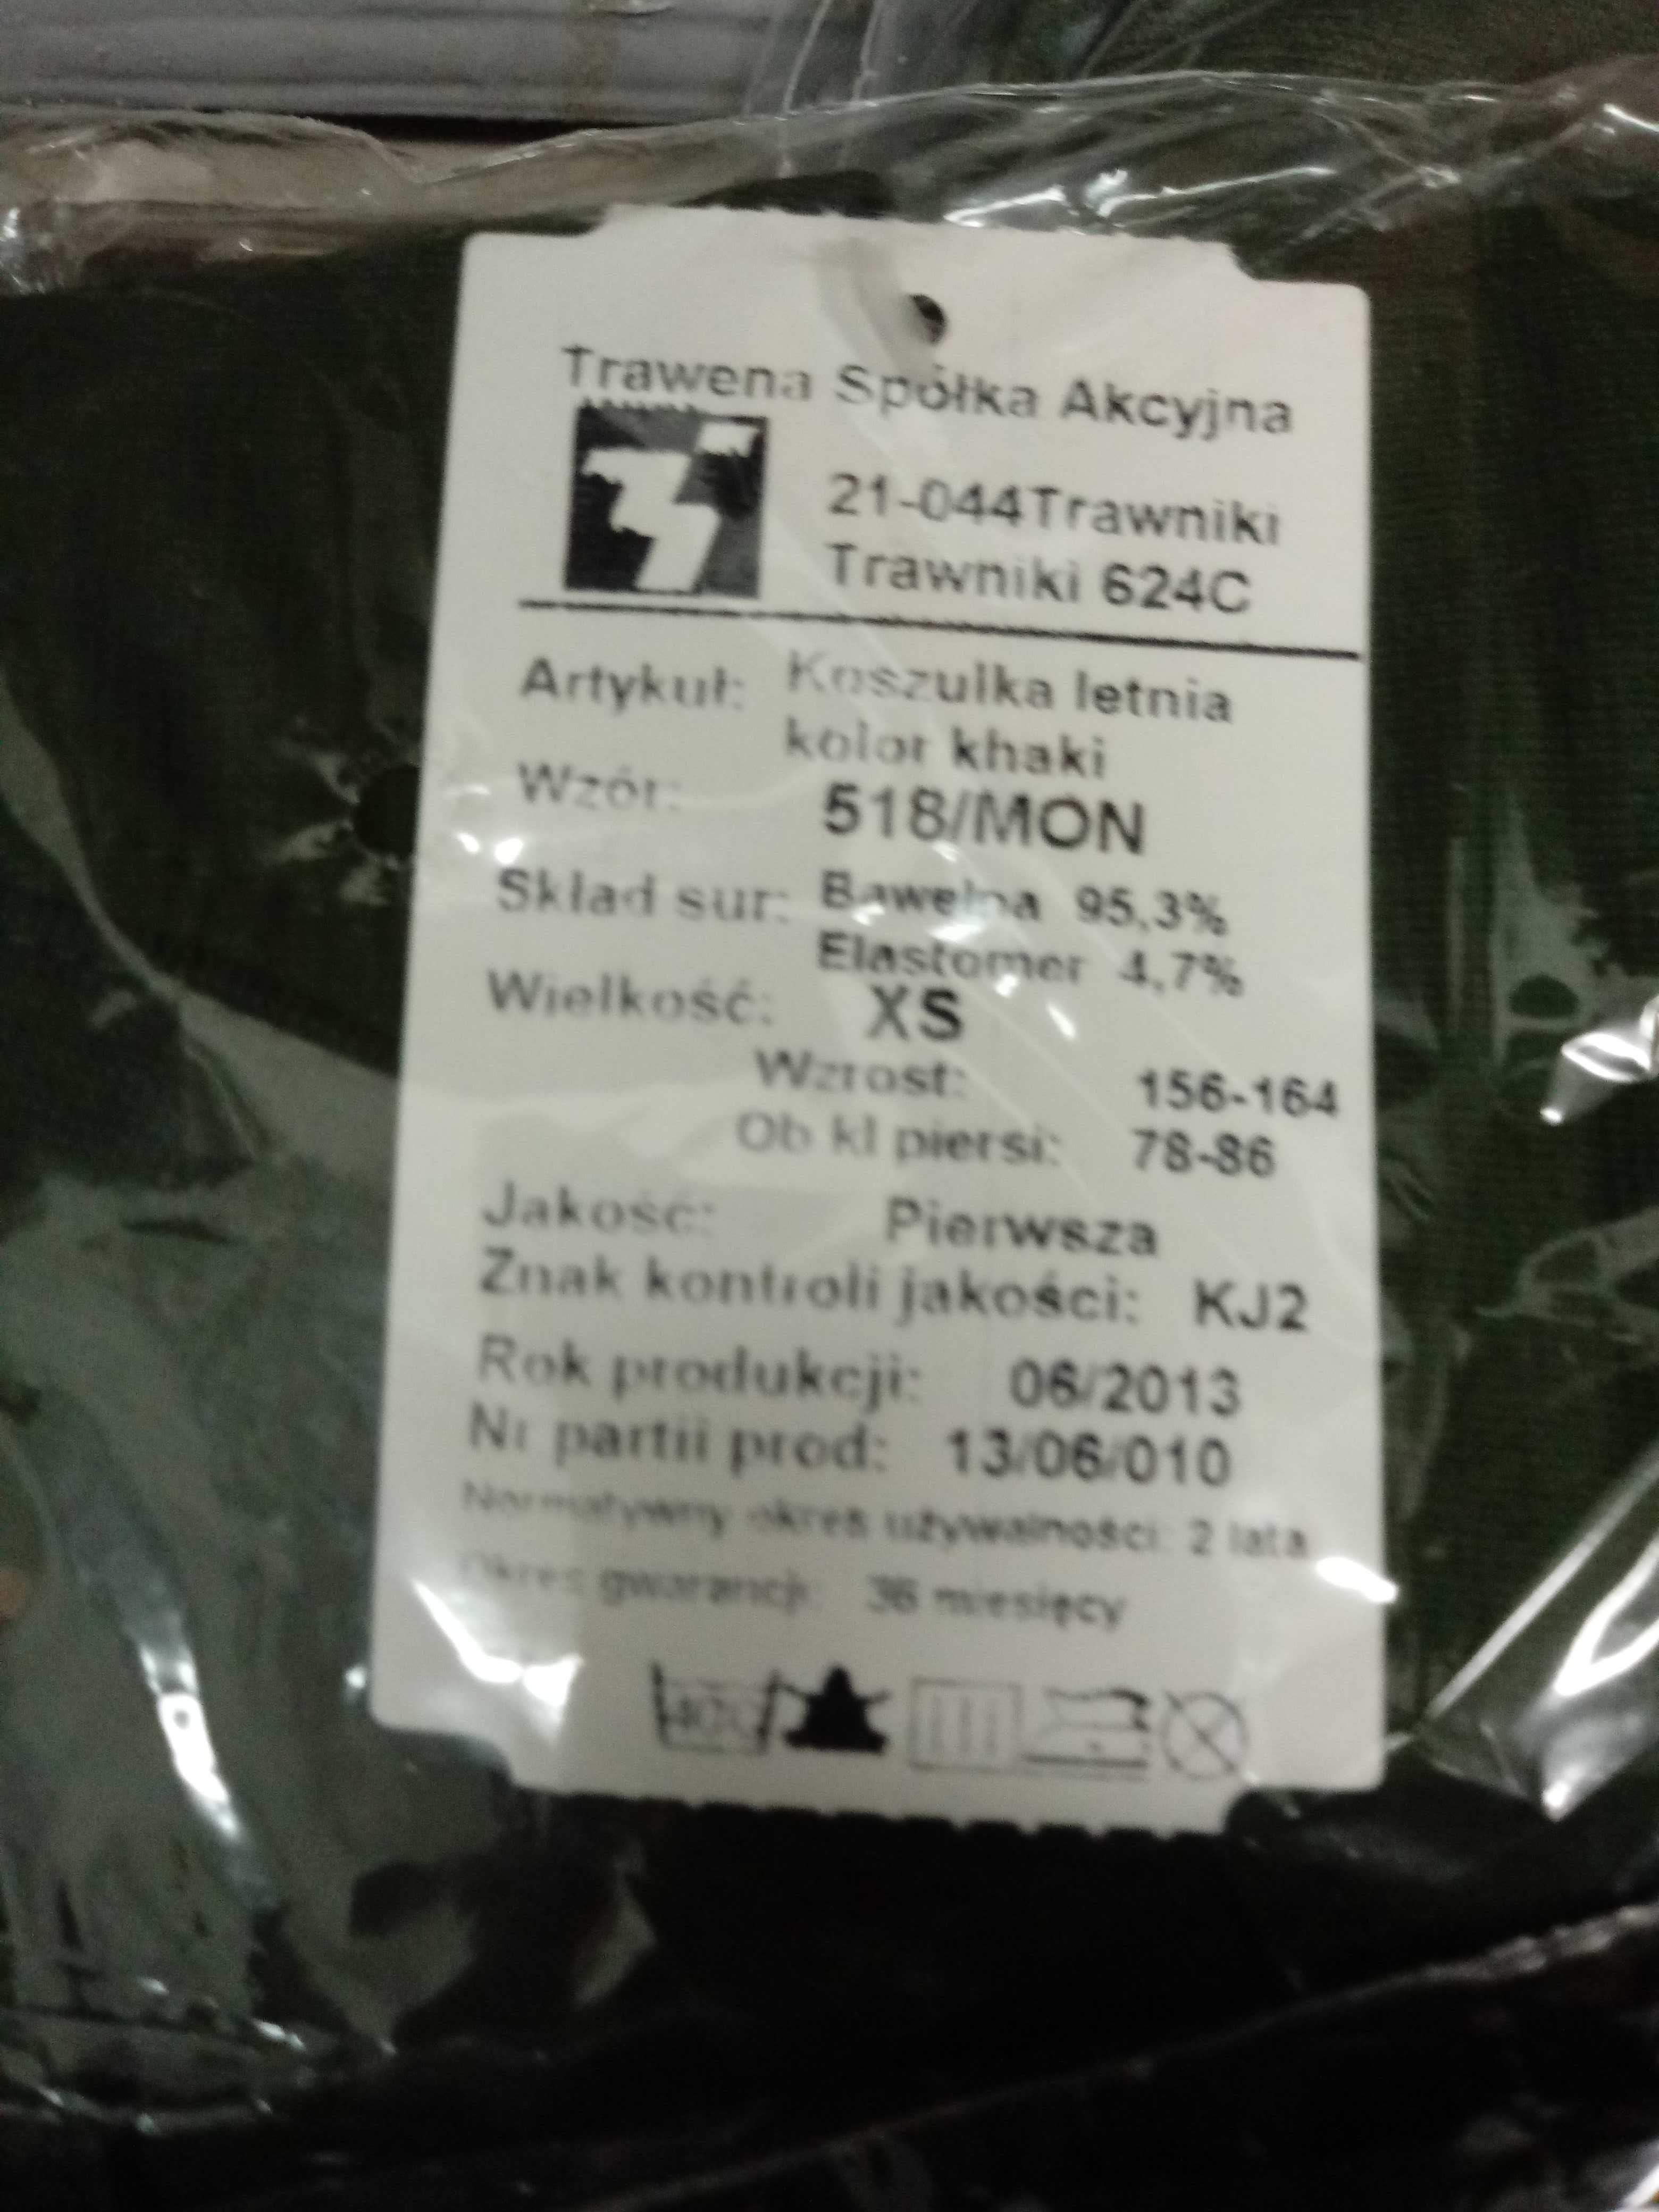 Trawena Spółka Akcyjna
21-044Trawniki
Trawniki 624C
Artykuł: Koszulka letnia
kolor khaki
Wzór: 518/MON
Skład sur: Bawełna 95,3%
Elastomer 4,7%
Wielkość: XS
Wzrost: 156-164
Ob kl piersi: 78-86
Jakość: Pierwsza
Znak kontroli jakości: KJ2
Rok produkcji: 06/2013
Nr partii prod: 13/06/010
Normatywny okres używalności: 2 lata
Okres gwarancji: 36 miesięcy